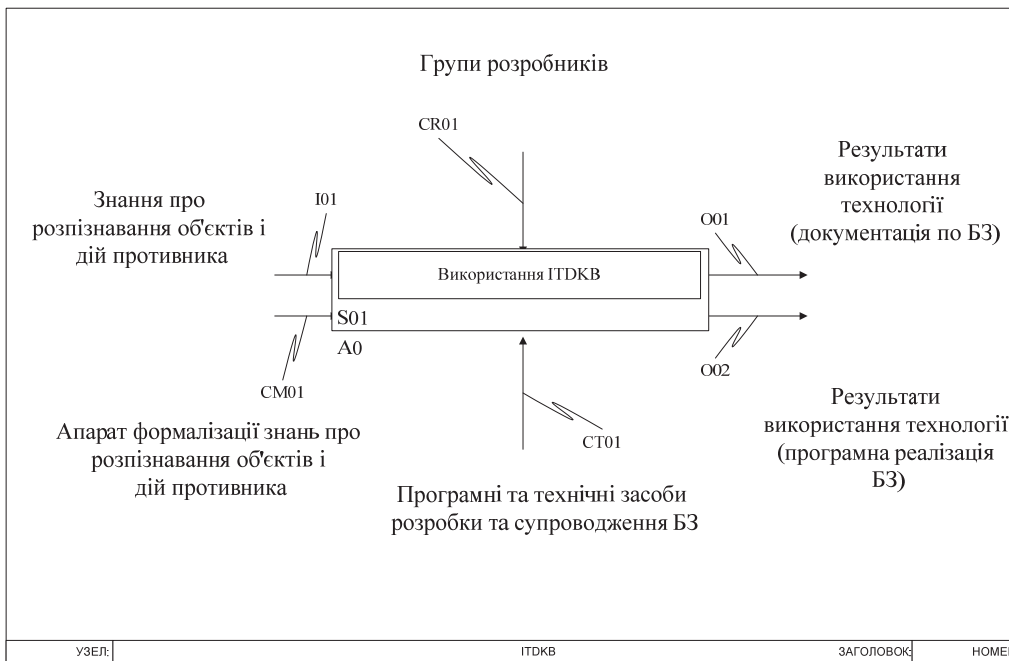 Групи розробників
CR01
Знання про
розпізнавання об'єктів і
дій противника
I01
Результати
використання
технології
(документація по БЗ)
O01
Використання ITDKB
S01
A0
CM01
Апарат формалізації знань про
розпізнавання об'єктів і
дій противника
CT01
Програмні та технічні засоби
розробки та супроводження БЗ
O02
Результати
використання технології
(програмна реалізація
БЗ)
УЗЕЛ:
ITDKB
ЗАГОЛОВОК:
НОМЕР